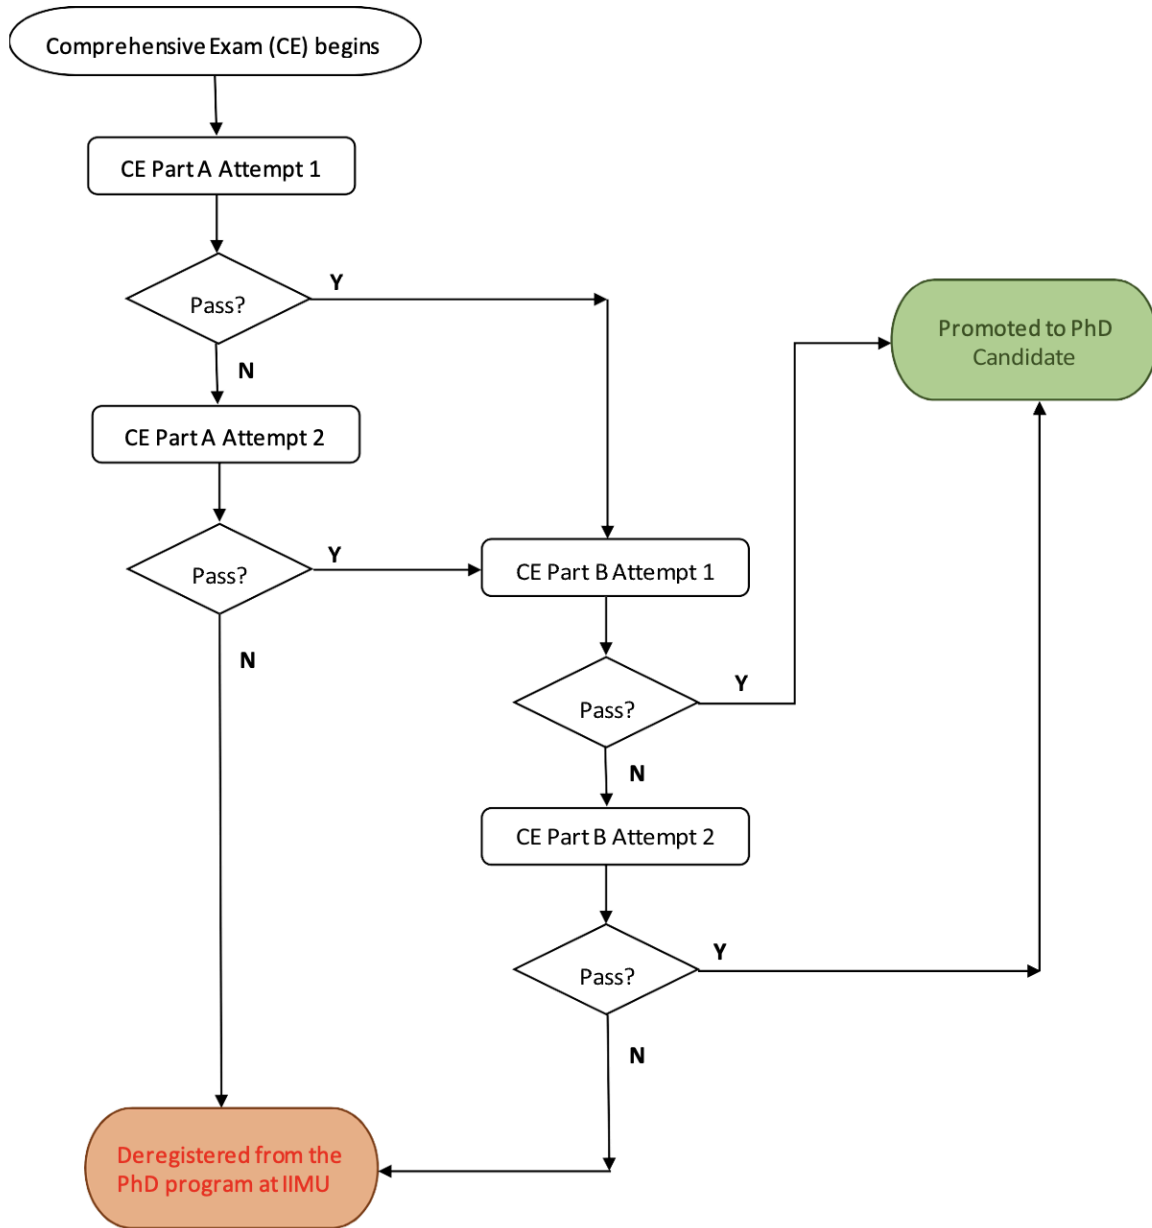 Comprehensive Exam (CE) begins
CE Part A Attempt 1
Y
Pass?
Promoted to PhD
Candidate
N
CE Part A Attempt 2
Y
Pass?
CE Part B Attempt 1
N
Y
Pass?
N
CE Part B Attempt 2
Y
Pass?
N
Deregistered from the
PhD program at IIMU